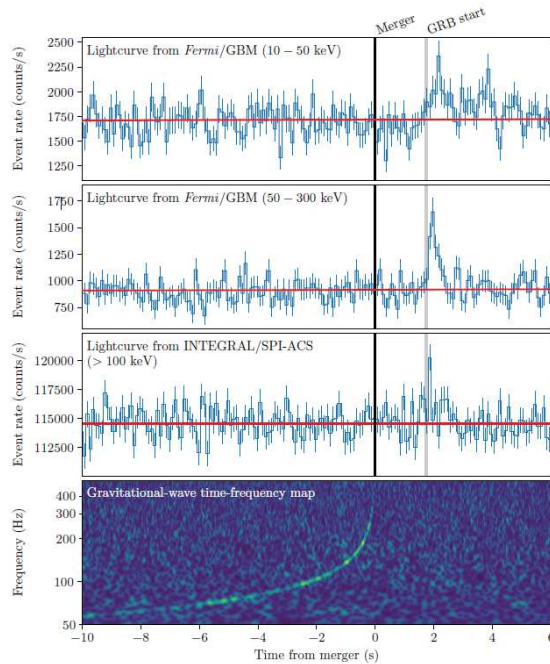 Merger
GRB start
2500
2250
2000
1750
1500
1250
Event rate (counts/s)
Lightcurve from Fermi/GBM (10 − 50 keV)
1750
1500
1250
1000
750
Event rate (counts/s)
Lightcurve from Fermi/GBM (50 − 300 keV)
120000
117500
115000
112500
Event rate (counts/s)
Lightcurve from INTEGRAL/SPI-ACS
(> 100 keV)
400
300
200
100
50
Frequency (Hz)
Gravitational-wave time-frequency map
−10 −8 −6 −4 −2 0 2 4 6
Time from merger (s)